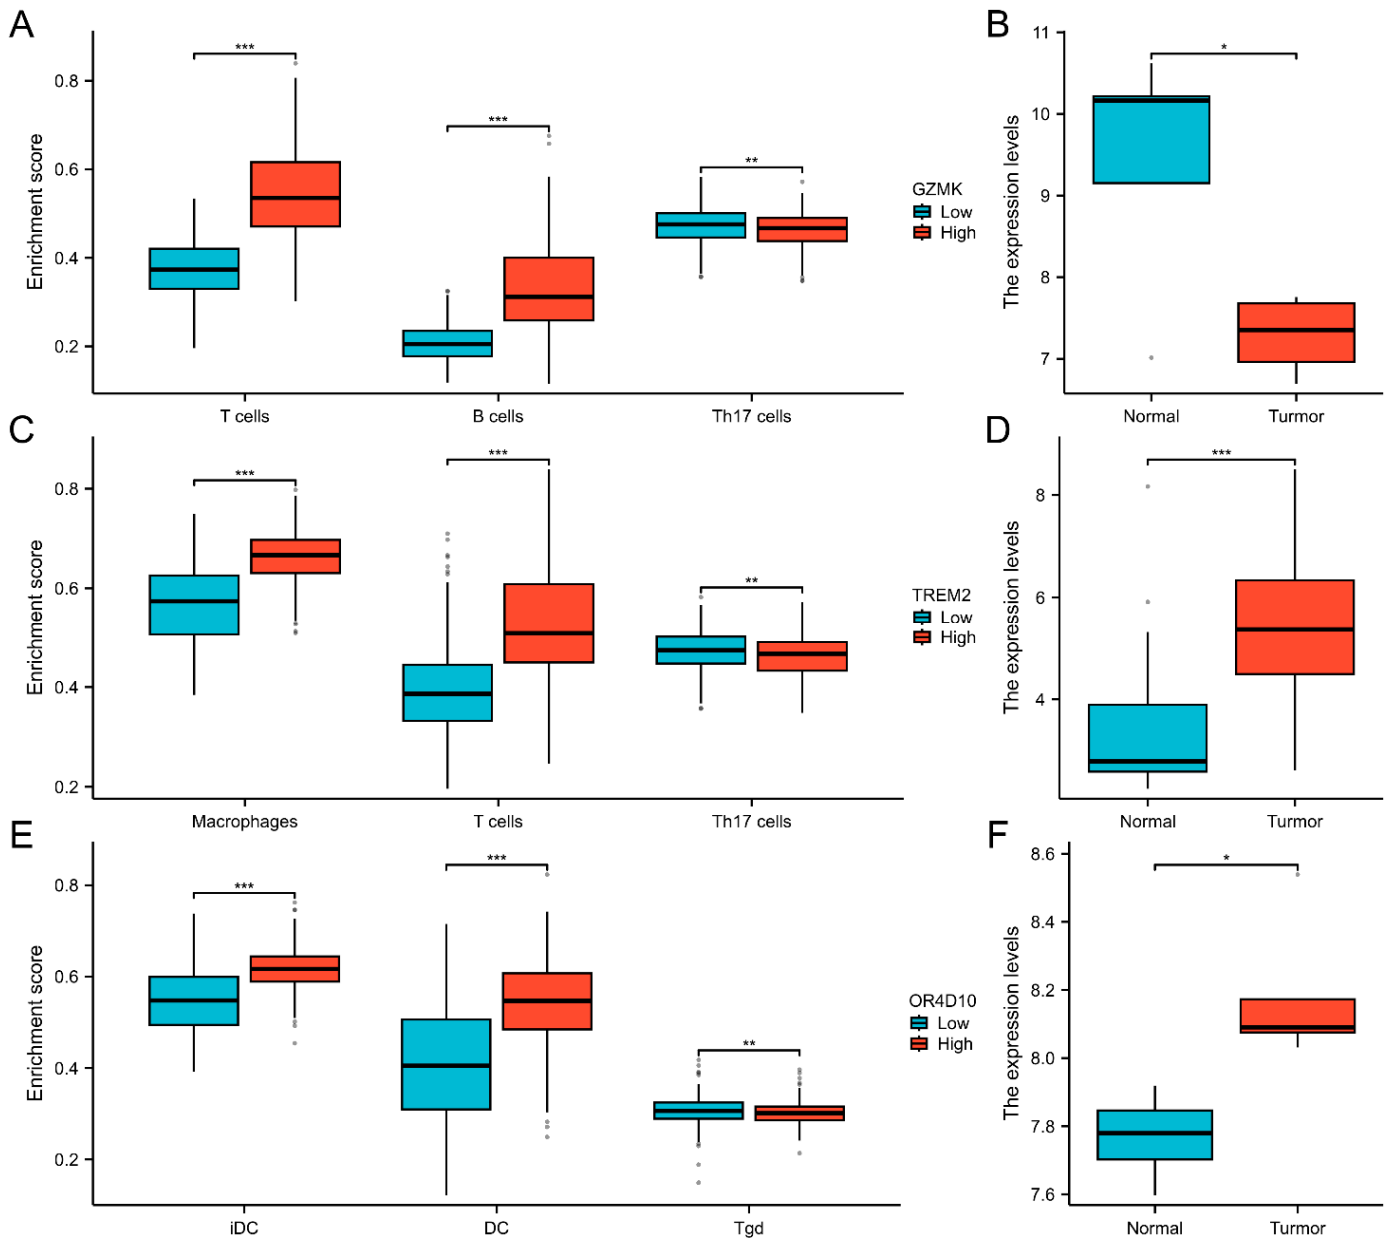 A
***
***
**
0.8
0.6
0.4
0.2
Enrichment score
T cells
B cells
Th17 cells
GZMK
Low
High
B
*
11
10
9
8
7
The expression levels
Normal
Turmor
C
***
***
**
0.8
0.6
0.4
0.2
Enrichment score
Macrophages
T cells
Th17 cells
TREM2
Low
High
D
***
8
6
4
The expression levels
Normal
Turmor
E
***
***
**
0.8
0.6
0.4
0.2
Enrichment score
iDC
DC
Tgd
OR4D10
Low
High
F
*
8.6
8.4
8.2
8.0
7.8
7.6
The expression levels
Normal
Turmor